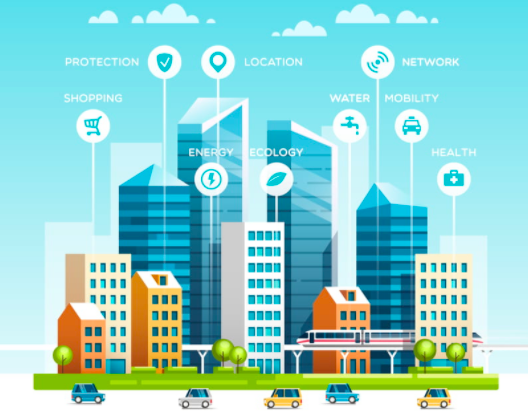 PROTECTION
LOCATION
NETWORK
SHOPPING
WATER
MOBILITY
ENERGY
ECOLOGY
HEALTH